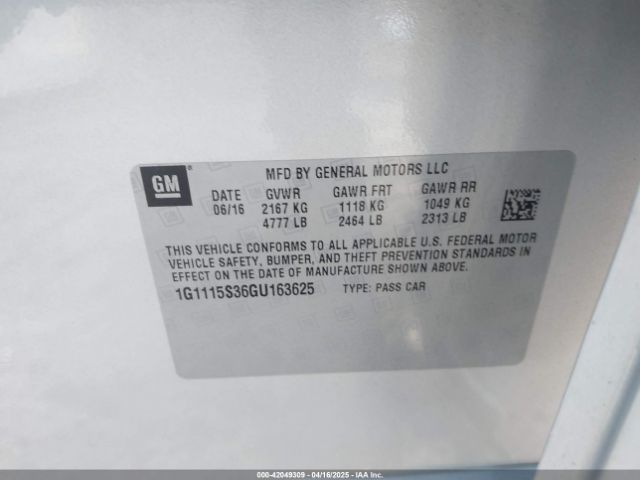 GM
MFD BY GENERAL MOTORS LLC
DATE GVWR GAWR FRT GAWR RR
06/16 2167 KG 1118 KG 1049 KG
4777 LB 2464 LB 2313 LB
THIS VEHICLE CONFORMS TO ALL APPLICABLE U.S. FEDERAL MOTOR
VEHICLE SAFETY, BUMPER, AND THEFT PREVENTION STANDARDS IN
EFFECT ON THE DATE OF MANUFACTURE SHOWN ABOVE.
1G1115S36GU163625 TYPE: PASS CAR
000-42049309 - 04/16/2025 - IAA Inc.